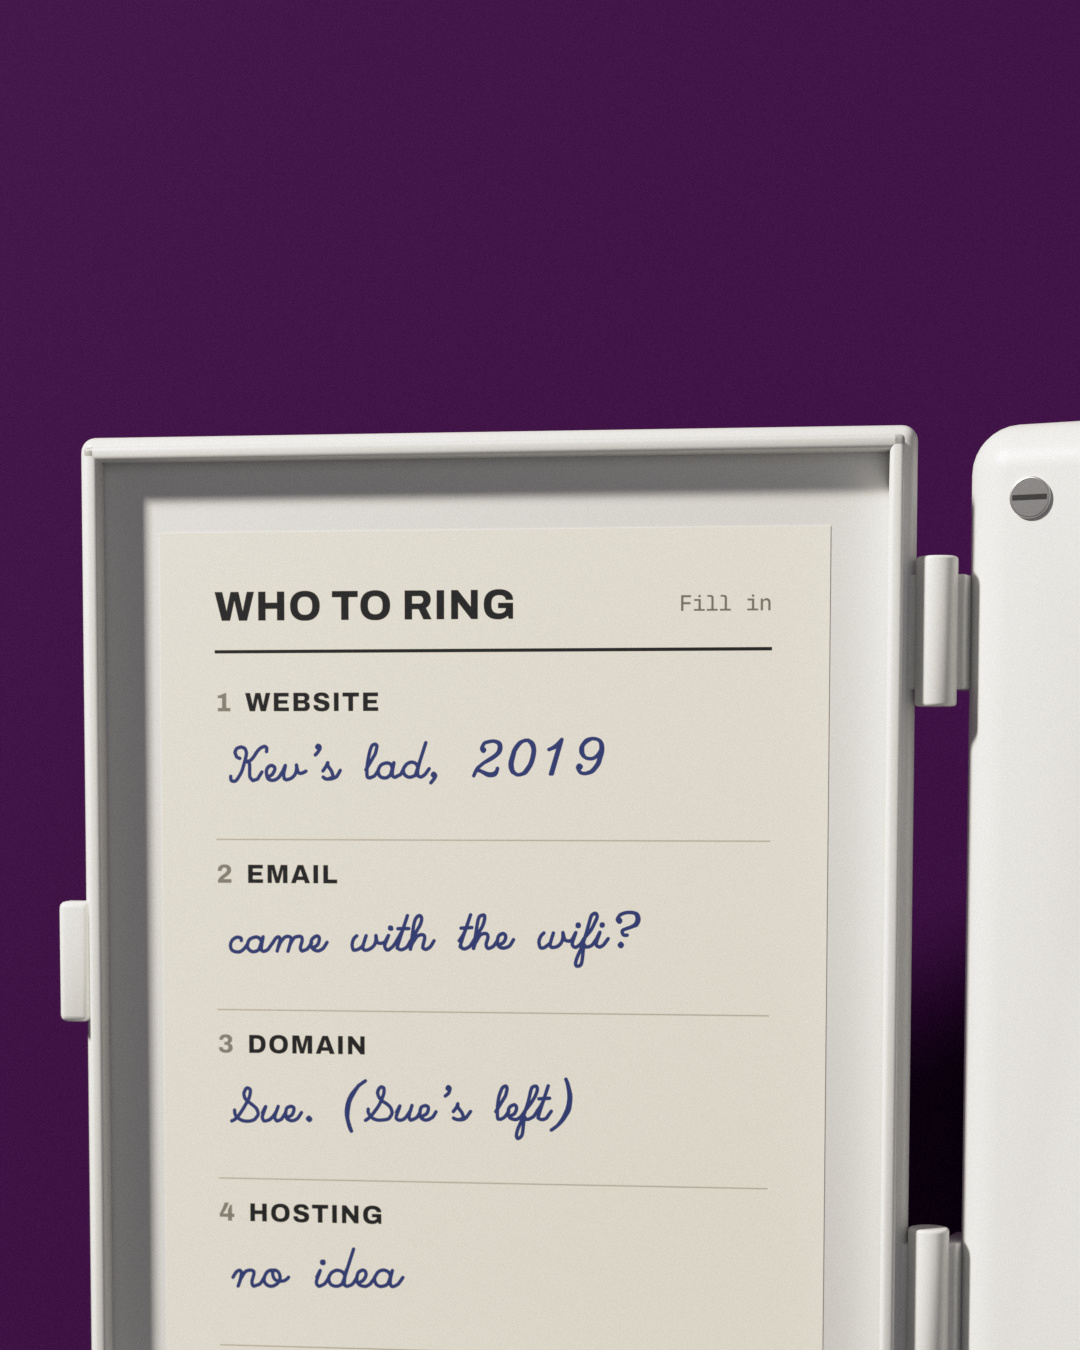 WHO TO RING
Fill in
1 WEBSITE
Kev's lad, 2019
2 EMAIL
came with the wifi?
3 DOMAIN
Sue. (Sue's left)
4 HOSTING
no idea